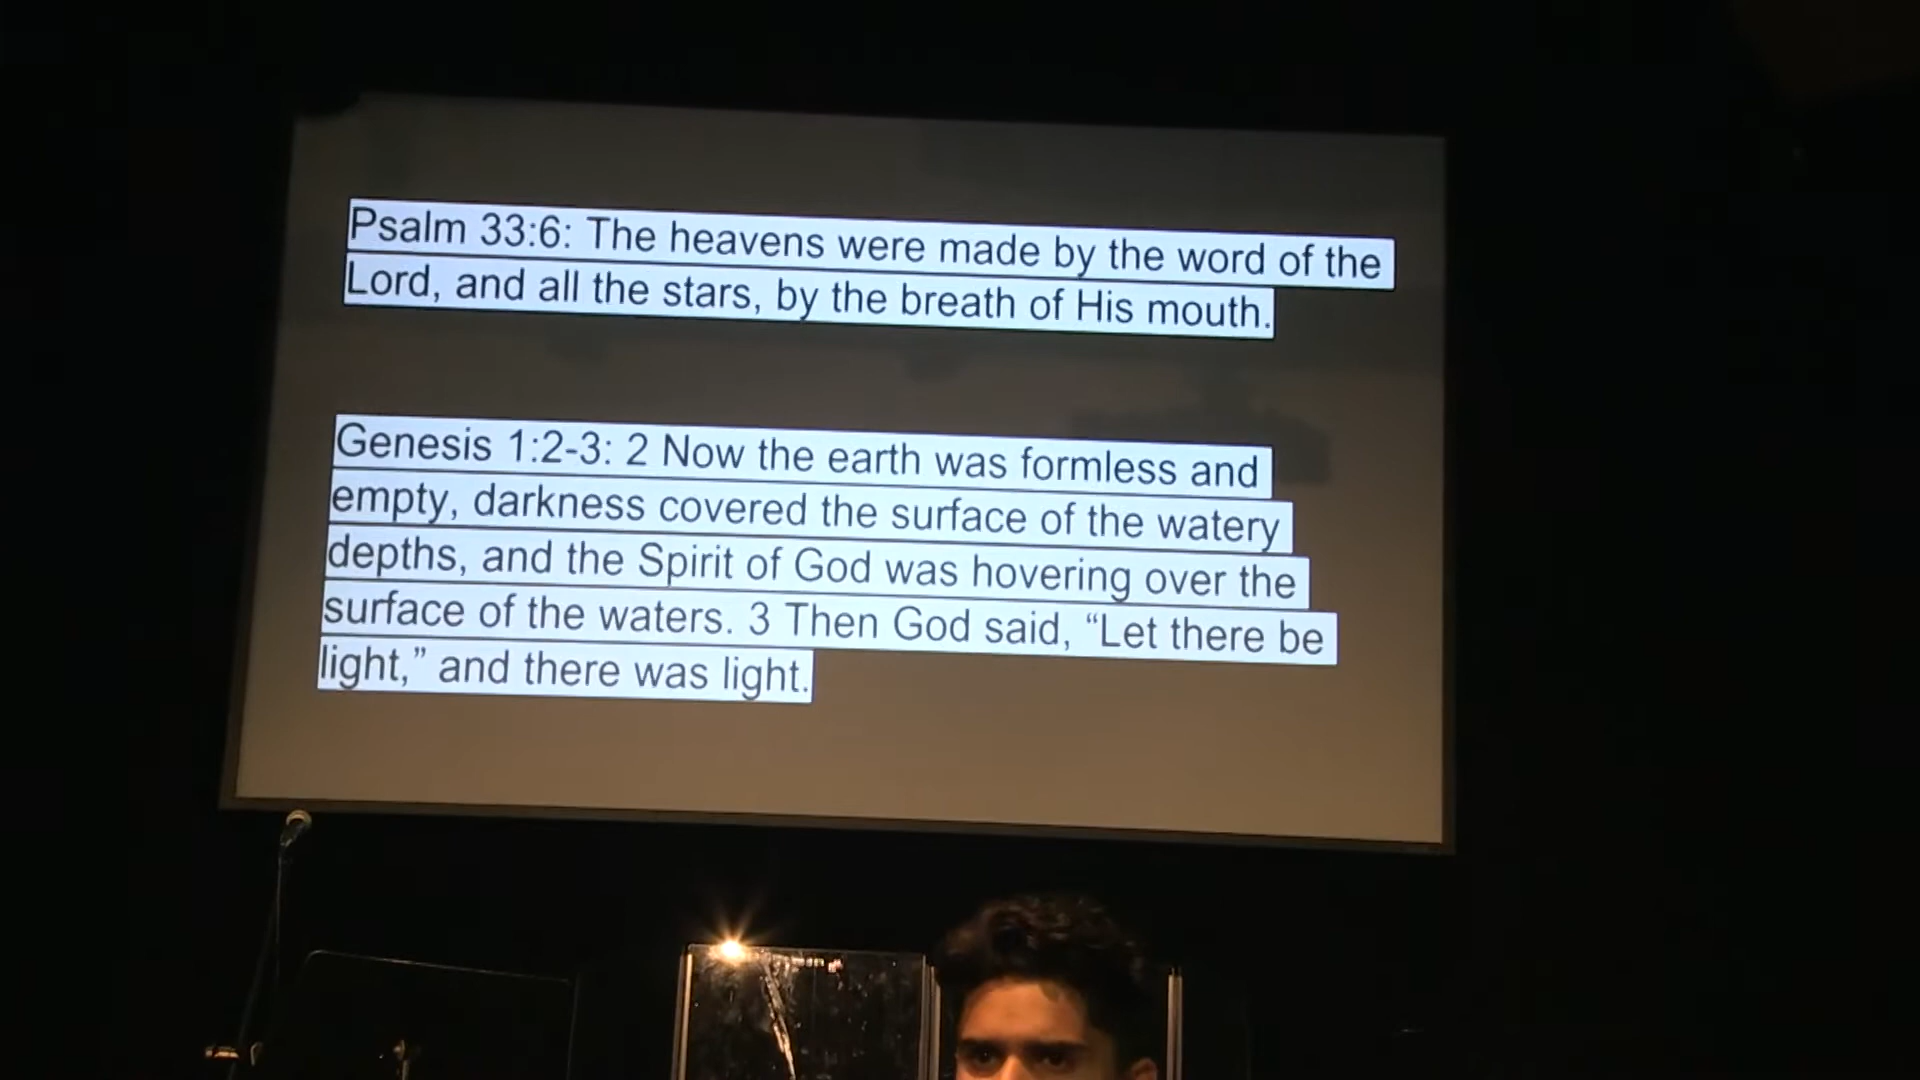 Psalm 33:6: The heavens were made by the word of the
Lord, and all the stars, by the breath of His mouth.
Genesis 1:2-3: 2 Now the earth was formless and
empty, darkness covered the surface of the watery
depths, and the Spirit of God was hovering over the
surface of the waters. 3 Then God said, “Let there be
light,” and there was light.